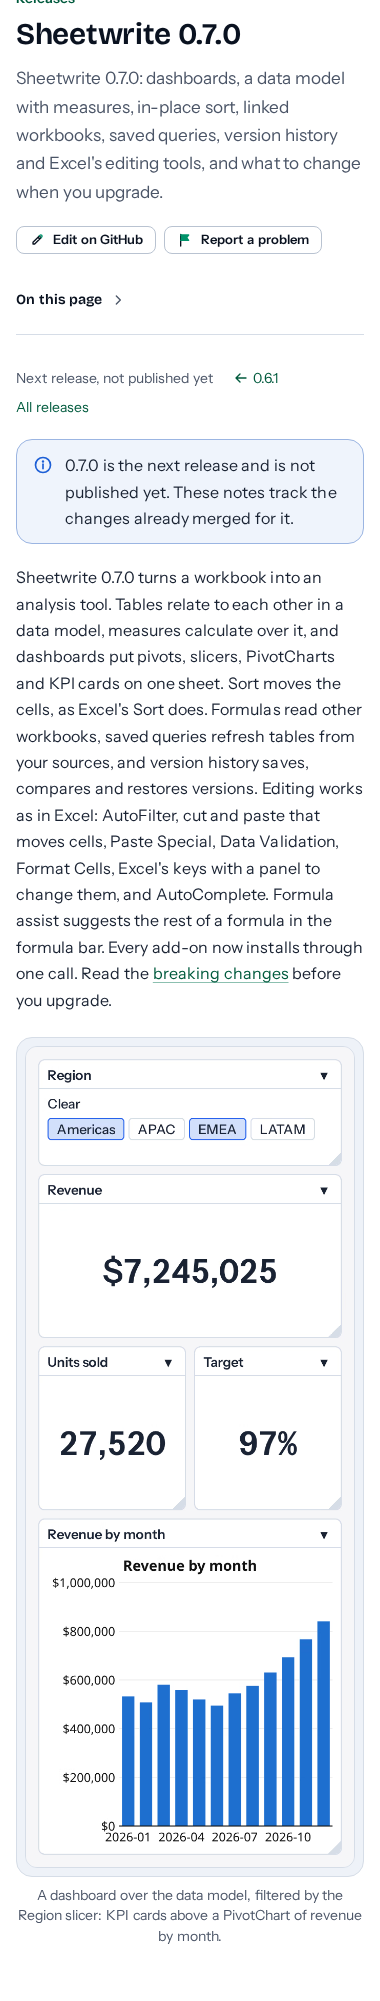 Releases
Sheetwrite 0.7.0
Sheetwrite 0.7.0: dashboards, a data model
with measures, in-place sort, linked
workbooks, saved queries, version history
and Excel's editing tools, and what to change
when you upgrade.
Edit on GitHub
Report a problem
On this page
Next release, not published yet
← 0.6.1
All releases
0.7.0 is the next release and is not
published yet. These notes track the
changes already merged for it.
Sheetwrite 0.7.0 turns a workbook into an
analysis tool. Tables relate to each other in a
data model, measures calculate over it, and
dashboards put pivots, slicers, PivotCharts
and KPI cards on one sheet. Sort moves the
cells, as Excel's Sort does. Formulas read other
workbooks, saved queries refresh tables from
your sources, and version history saves,
compares and restores versions. Editing works
as in Excel: AutoFilter, cut and paste that
moves cells, Paste Special, Data Validation,
Format Cells, Excel's keys with a panel to
change them, and AutoComplete. Formula
assist suggests the rest of a formula in the
formula bar. Every add-on now installs through
one call. Read the breaking changes before
you upgrade.
Region ▼
Clear
Americas APAC EMEA LATAM
Revenue ▼
$7,245,025
Units sold ▼
27,520
Target ▼
97%
Revenue by month ▼
Revenue by month
$1,000,000
$800,000
$600,000
$400,000
$200,000
$0
2026-01 2026-04 2026-07 2026-10
A dashboard over the data model, filtered by the
Region slicer: KPI cards above a PivotChart of revenue
by month.